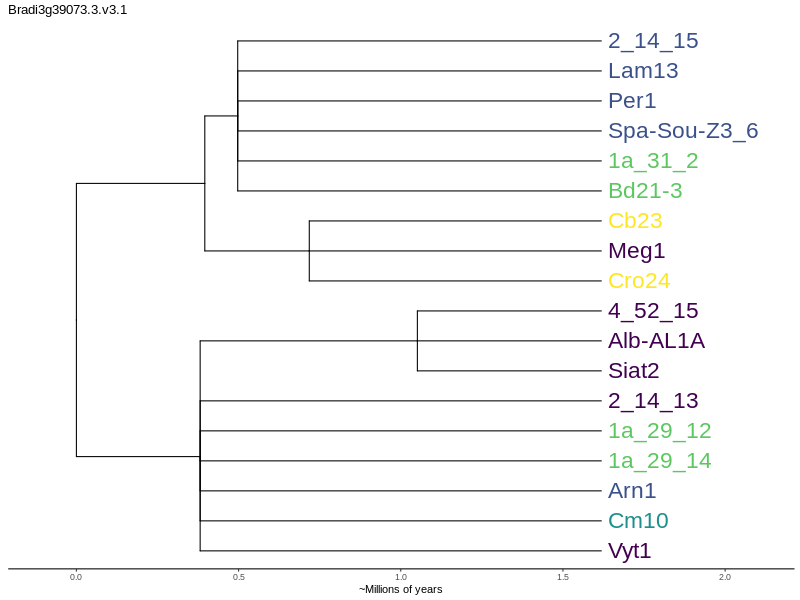 Bradi3g39073.3.v3.1
2_14_15
Lam13
Per1
Spa-Sou-Z3_6
1a_31_2
Bd21-3
Cb23
Meg1
Cro24
4_52_15
Alb-AL1A
Siat2
2_14_13
1a_29_12
1a_29_14
Arn1
Cm10
Vyt1
0.0 0.5 1.0 1.5 2.0
~Millions of years